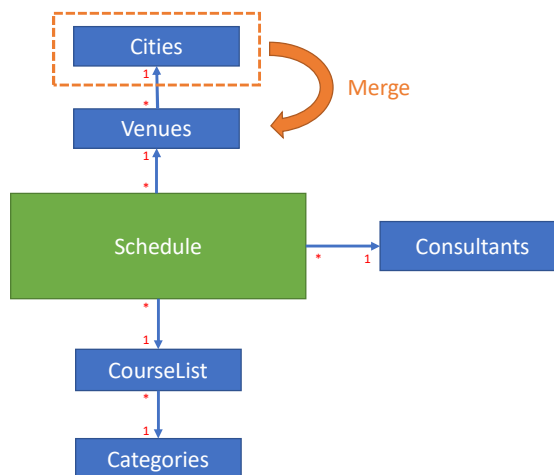 Cities
1
Merge
*
Venues
1
*
Schedule
* 1
Consultants
*
1
CourseList
*
1
Categories